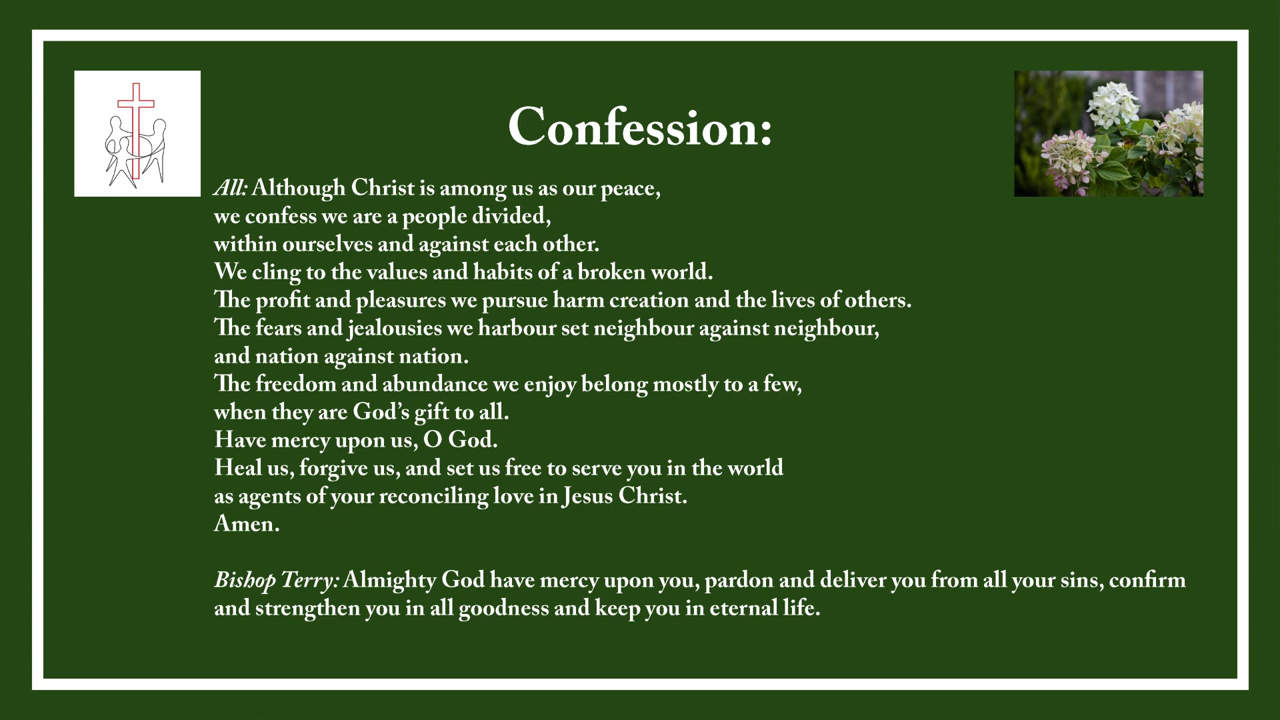 Confession:
All: Although Christ is among us as our peace,
we confess we are a people divided,
within ourselves and against each other.
We cling to the values and habits of a broken world.
The profit and pleasures we pursue harm creation and the lives of others.
The fears and jealousies we harbour set neighbour against neighbour,
and nation against nation.
The freedom and abundance we enjoy belong mostly to a few,
when they are God’s gift to all.
Have mercy upon us, O God.
Heal us, forgive us, and set us free to serve you in the world
as agents of your reconciling love in Jesus Christ.
Amen.
Bishop Terry: Almighty God have mercy upon you, pardon and deliver you from all your sins, confirm
and strengthen you in all goodness and keep you in eternal life.